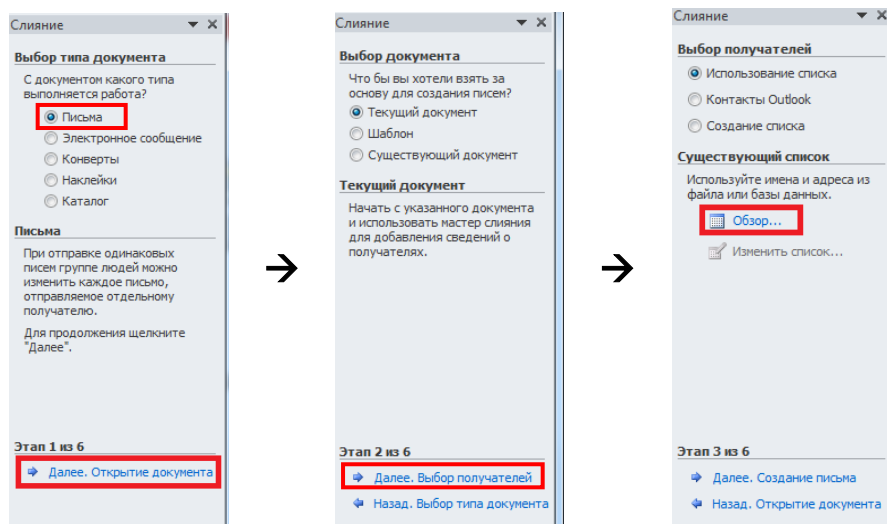 Слияние
Выбор типа документа
С документом какого типа
выполняется работа?
Письма
Электронное сообщение
Конверты
Наклейки
Каталог
Письма
При отправке одинаковых
писем группе людей можно
изменить каждое письмо,
отправляемое отдельному
получателю.
Для продолжения щелкните
"Далее".
Этап 1 из 6
Далее. Открытие документа
Слияние
Выбор документа
Что бы вы хотели взять за
основу для создания писем?
Текущий документ
Шаблон
Существующий документ
Текущий документ
Начать с указанного документа
и использовать мастер слияния
для добавления сведений о
получателях.
Этап 2 из 6
Далее. Выбор получателей
Назад. Выбор типа документа
Слияние
Выбор получателей
Использование списка
Контакты Outlook
Создание списка
Существующий список
Используйте имена и адреса из
файла или базы данных.
Обзор...
Изменить список...
Этап 3 из 6
Далее. Создание письма
Назад. Открытие документа